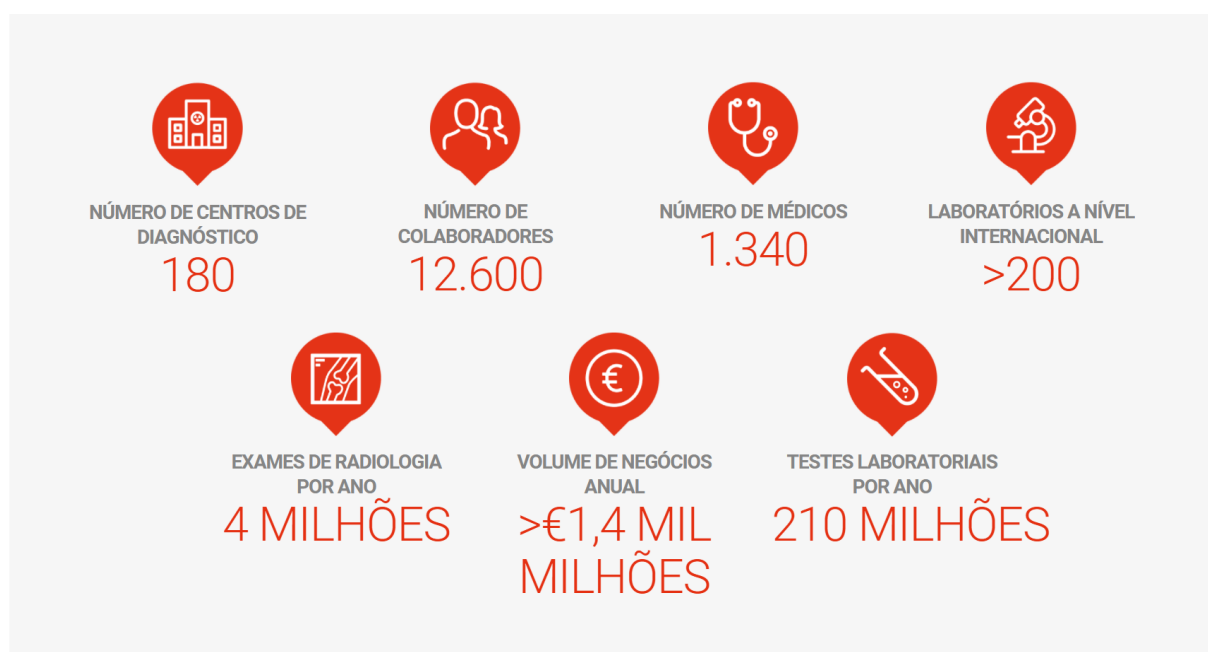 NÚMERO DE CENTROS DE
DIAGNÓSTICO
180
NÚMERO DE
COLABORADORES
12.600
NÚMERO DE MÉDICOS
1.340
LABORATÓRIOS A NÍVEL
INTERNACIONAL
>200
EXAMES DE RADIOLOGIA
POR ANO
4 MILHÕES
€
VOLUME DE NEGÓCIOS
ANUAL
>€1,4 MIL
MILHÕES
TESTES LABORATORIAIS
POR ANO
210 MILHÕES